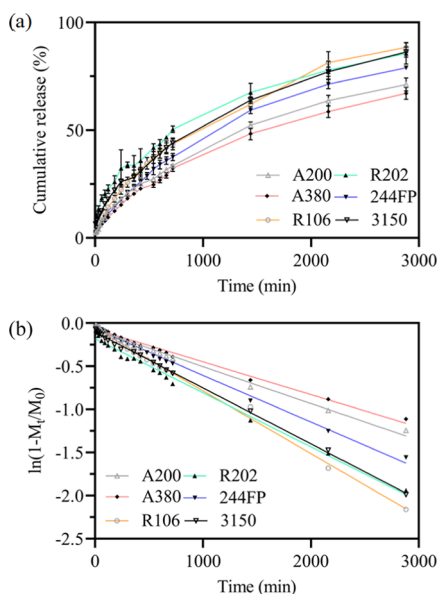 (a)
Cumulative release (%)
100
50
0
A200 R202
A380 244FP
R106 3150
0 1000 2000 3000
Time (min)
(b)
ln(1-Mt/M0)
0.0
-0.5
-1.0
-1.5
-2.0
-2.5
A200 R202
A380 244FP
R106 3150
0 1000 2000 3000
Time (min)